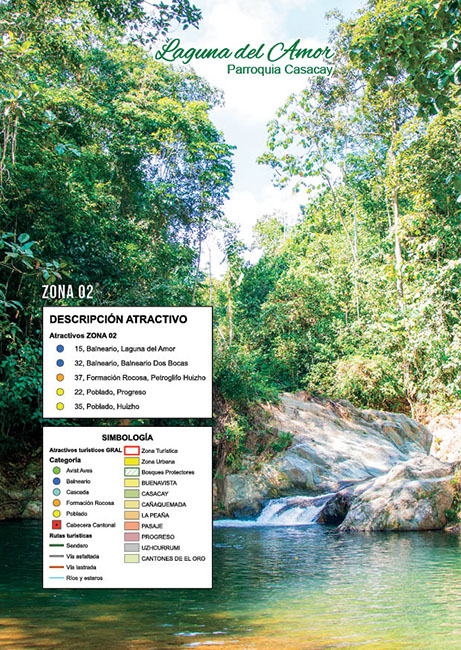 Laguna del Amor
Parroquia Casacay
ZONA 02
DESCRIPCIÓN ATRACTIVO
Atractivos ZONA 02
15, Balneario, Laguna del Amor
32, Balneario, Balneario Dos Bocas
37, Formación Rocosa, Petroglifo Huizho
22, Poblado, Progreso
35, Poblado, Huizho
SIMBOLOGÍA
Atractivos turísticos GRAL
Categoría
Avist Aves
Balneario
Cascada
Formación Rocosa
Poblado
Cabecera Cantonal
Rutas turísticas
Sendero
Vía asfaltada
Vía lastrada
Ríos y esteros
Zona Turística
Zona Urbana
Bosques Protectores
BUENAVISTA
CASACAY
CAÑAQUEMADA
LA PEAÑA
PASAJE
PROGRESO
UZHCURRUMI
CANTONES DE EL ORO